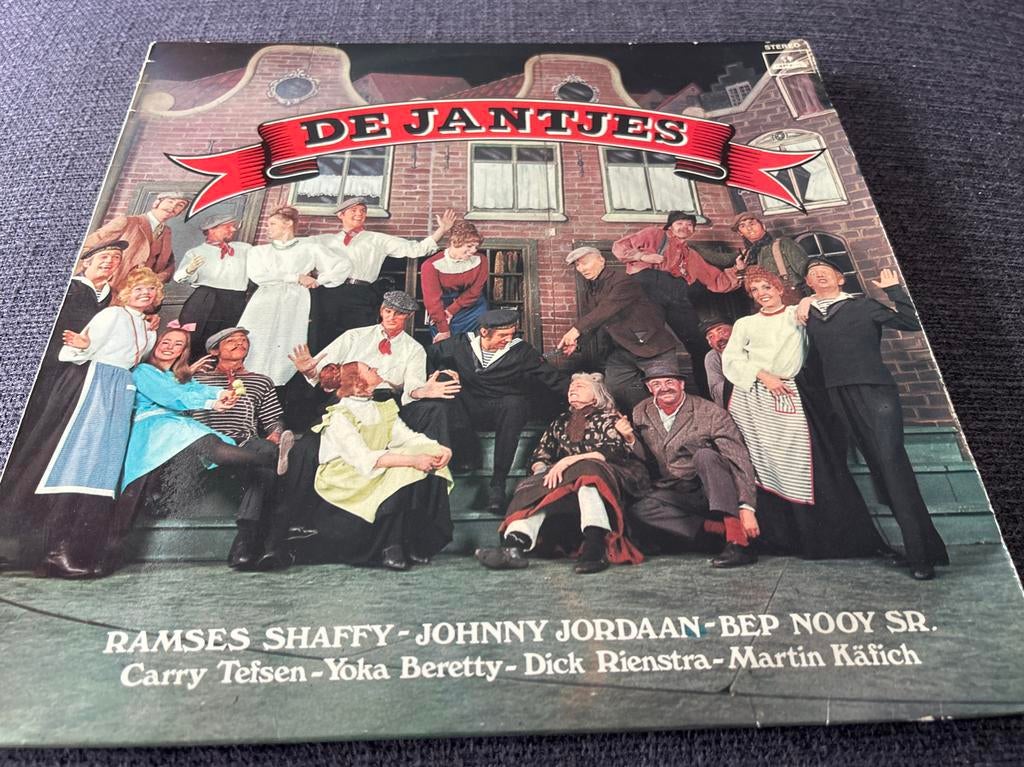 STEREO
DE JANTJES
RAMSES SHAFFY-JOHNNY JORDAAN-BEP NOOY SR.
Carry Tefsen-Yoka Beretty-Dick Rienstra-Martin Käfich